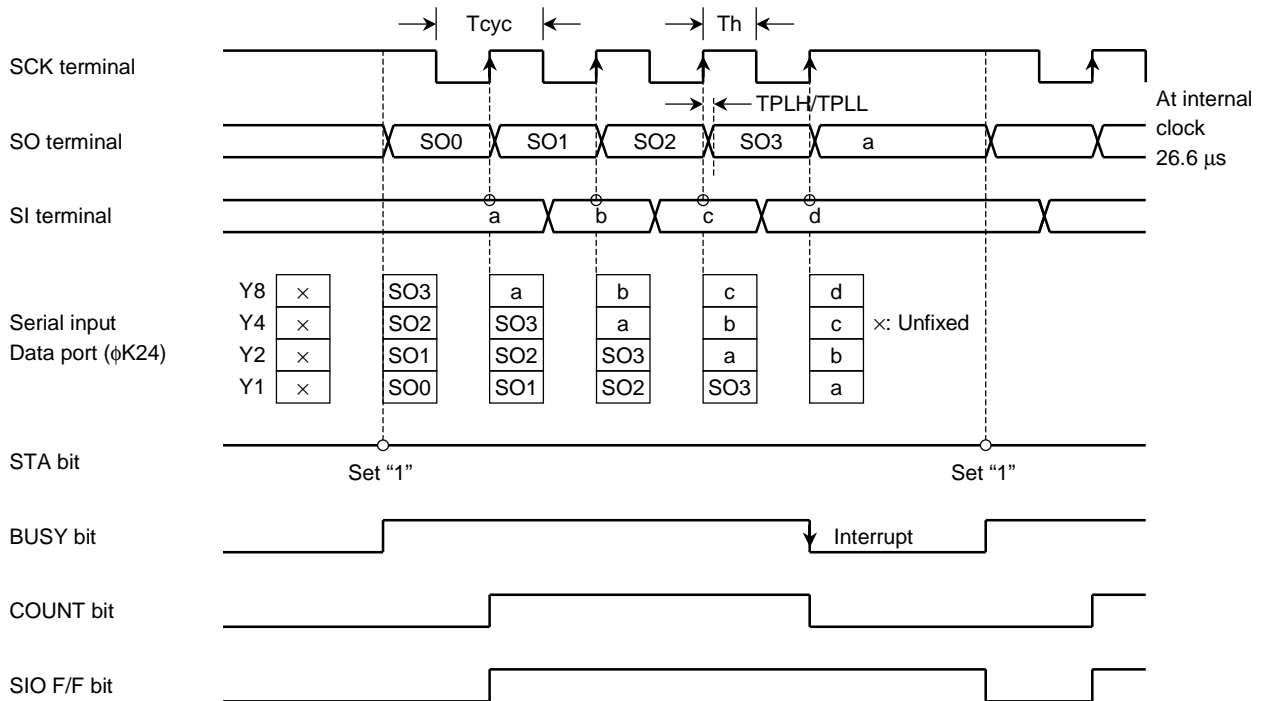 Tcyc Th
SCK terminal
TPLH/TPLL
SO terminal SO0 SO1 SO2 SO3 a
At internal
clock
26.6 μs
SI terminal a b c d
Y8 × SO3 a b c d
Serial input Y4 × SO2 SO3 a b c ×: Unfixed
Data port (φK24) Y2 × SO1 SO2 SO3 a b
Y1 × SO0 SO1 SO2 SO3 a
STA bit
Set “1” Set “1”
BUSY bit Interrupt
COUNT bit
SIO F/F bit